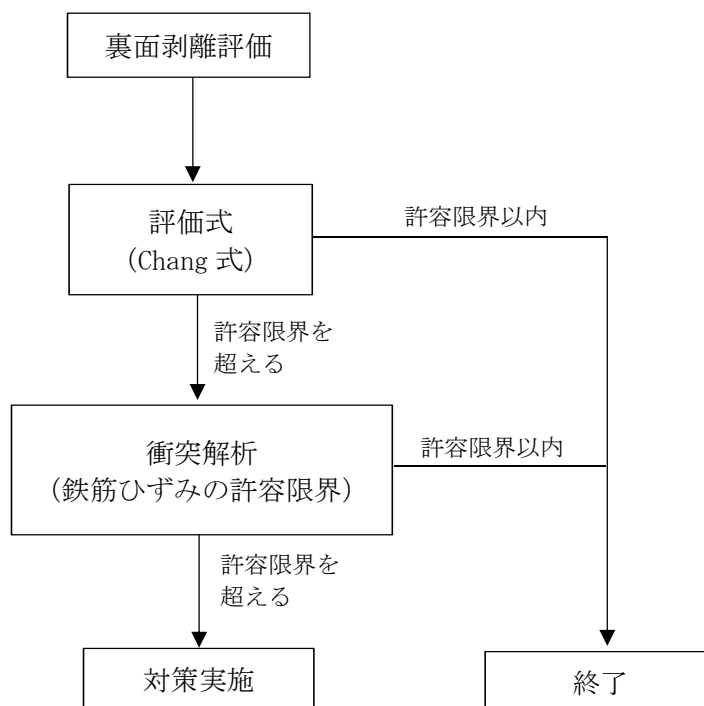 裏面剥離評価
評価式
(Chang 式)
許容限界以内
許容限界を
超える
衝突解析
(鉄筋ひずみの許容限界)
許容限界以内
許容限界を
超える
対策実施
終了